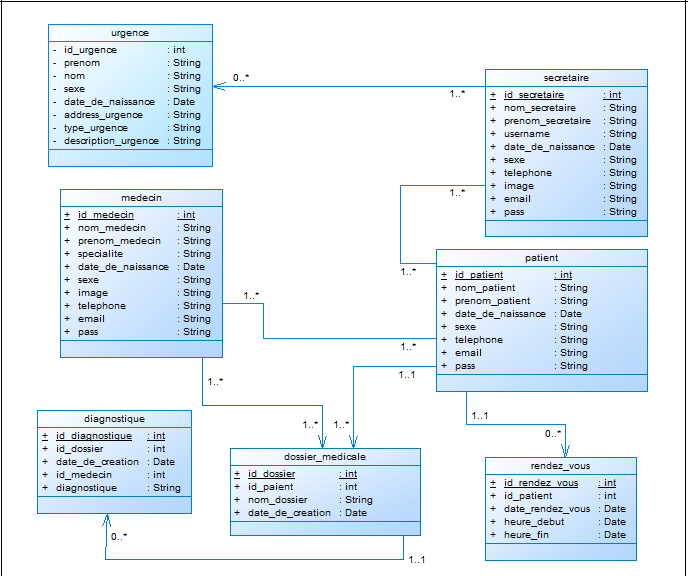 urgence
- id_urgence : int
- prenom : String
- nom : String
- sexe : String
- date_de_naissance : Date
- address_urgence : String
- type_urgence : String
- description_urgence : String
0..*
1..*
secretaire
+ id_secretaire : int
+ nom_secretaire : String
+ prenom_secretaire : String
+ username : String
+ date_de_naissance : Date
+ sexe : String
+ telephone : String
+ image : String
+ email : String
+ pass : String
1..*
1..*
medecin
+ id_medecin : int
+ nom_medecin : String
+ prenom_medecin : String
+ specialite : String
+ date_de_naissance : Date
+ sexe : String
+ image : String
+ telephone : String
+ email : String
+ pass : String
1..*
1..*
patient
+ id_patient : int
+ nom_patient : String
+ prenom_patient : String
+ date_de_naissance : Date
+ sexe : String
+ telephone : String
+ email : String
+ pass : String
1..1
1..*
1..*
1..*
1..1
0..*
diagnostique
+ id_diagnostique : int
+ id_dossier : int
+ date_de_creation : Date
+ id_medecin : int
+ diagnostique : String
dossier_medicale
+ id_dossier : int
+ id_paient : int
+ nom_dossier : String
+ date_de_creation : Date
rendez_vous
+ id_rendez_vous : int
+ id_patient : int
+ date_rendez_vous : Date
+ heure_debut : Date
+ heure_fin : Date
0..*
1..1